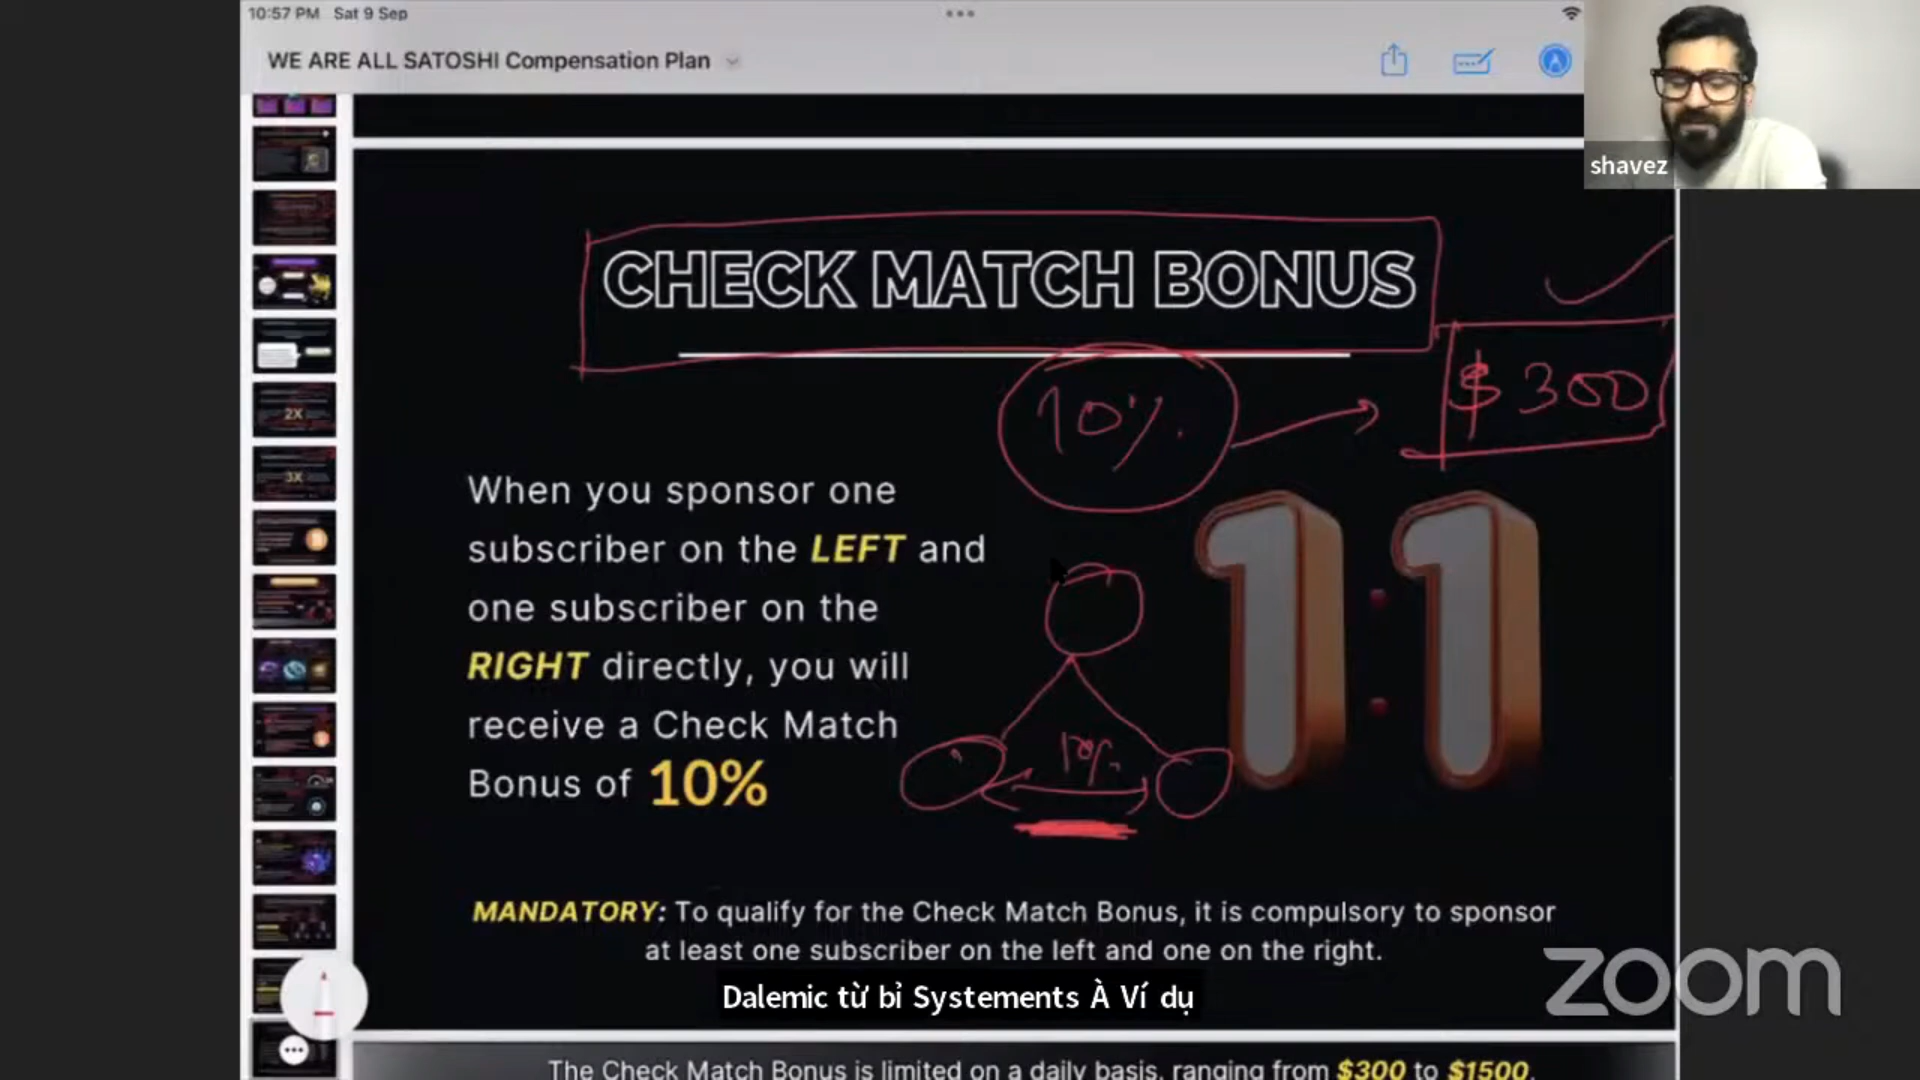 10:57 PM Sat 9 Sep
WE ARE ALL SATOSHI Compensation Plan
shavez
CHECK MATCH BONUS
10%
$300
When you sponsor one
subscriber on the LEFT and
one subscriber on the
RIGHT directly, you will
receive a Check Match
Bonus of 10%
1:1
10%
2X
3X
MANDATORY: To qualify for the Check Match Bonus, it is compulsory to sponsor
at least one subscriber on the left and one on the right.
Dalemic từ bỉ Systements À Ví dụ
zoom
The Check Match Bonus is limited on a daily basis, ranging from $300 to $1500.